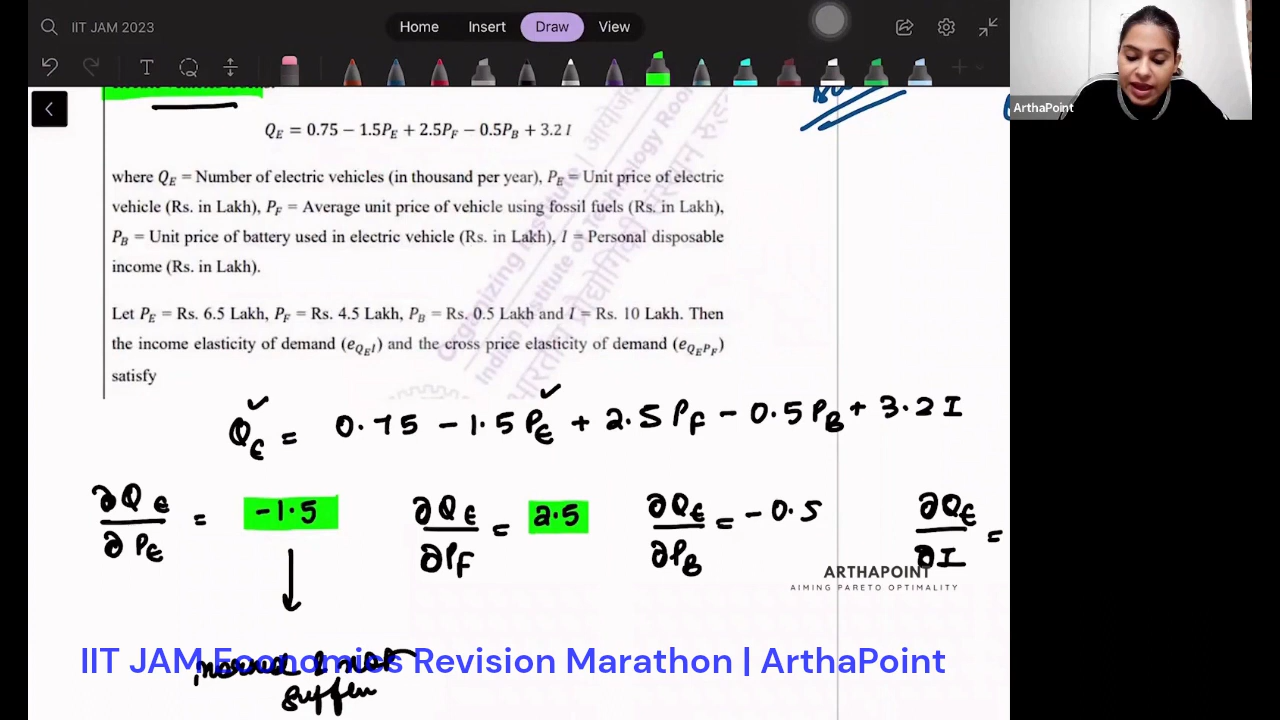 IIT JAM 2023
Home Insert Draw View
ArthaPoint
Q_E = 0.75 − 1.5P_E + 2.5P_F − 0.5P_B + 3.2 I
where Q_E = Number of electric vehicles (in thousand per year), P_E = Unit price of electric
vehicle (Rs. in Lakh), P_F = Average unit price of vehicle using fossil fuels (Rs. in Lakh),
P_B = Unit price of battery used in electric vehicle (Rs. in Lakh), I = Personal disposable
income (Rs. in Lakh).
Let P_E = Rs. 6.5 Lakh, P_F = Rs. 4.5 Lakh, P_B = Rs. 0.5 Lakh and I = Rs. 10 Lakh. Then
the income elasticity of demand (e_{Q_E I}) and the cross price elasticity of demand (e_{Q_E P_F})
satisfy
Organizing Institute
Indian Institute of Technology Roor
Q_E = 0.75 − 1.5 P_E + 2.5 P_F − 0.5 P_B + 3.2 I
∂Q_E/∂P_E = −1.5 ∂Q_E/∂P_F = 2.5 ∂Q_E/∂P_B = −0.5 ∂Q_E/∂I =
ARTHAPOINT
AIMING PARETO OPTIMALITY
IIT JAM Economics Revision Marathon | ArthaPoint